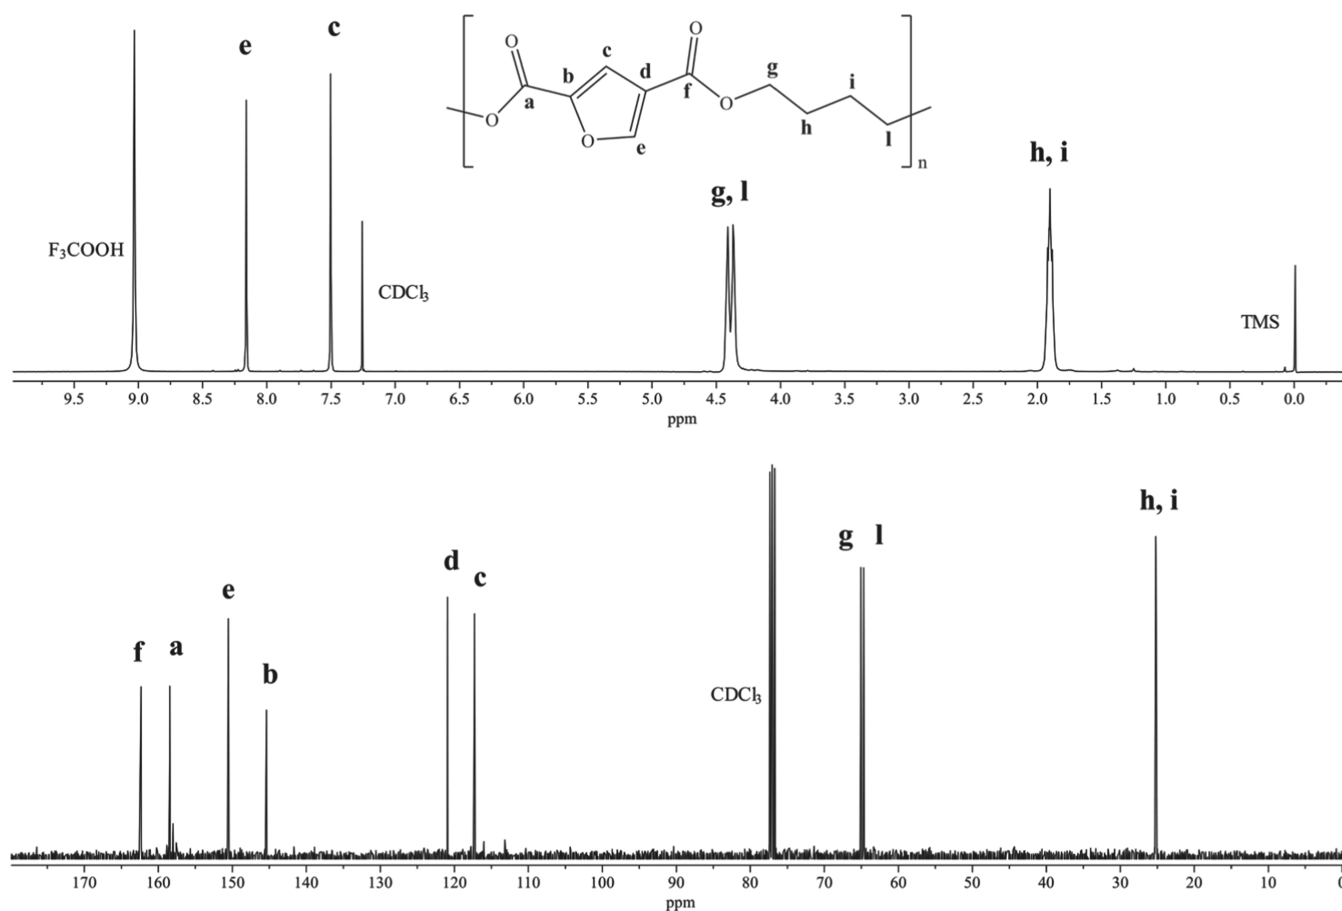 e
c
O
O
c
b
d
g
i
a
f
O
O
h
l
O
e
n
h, i
g, l
F₃COOH
CDCl₃
TMS
9.5 9.0 8.5 8.0 7.5 7.0 6.5 6.0 5.5 5.0 4.5 4.0 3.5 3.0 2.5 2.0 1.5 1.0 0.5 0.0
ppm
h, i
g l
d
c
e
f
a
b
CDCl₃
170 160 150 140 130 120 110 100 90 80 70 60 50 40 30 20 10 0
ppm